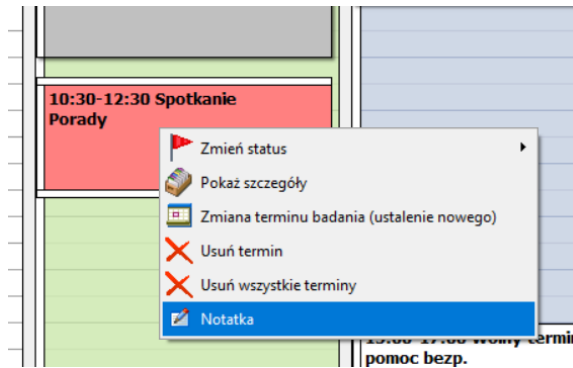 10:30-12:30 Spotkanie
Porady
Zmień status
Pokaż szczegóły
Zmiana terminu badania (ustalenie nowego)
Usuń termin
Usuń wszystkie terminy
Notatka
pomoc bezp.